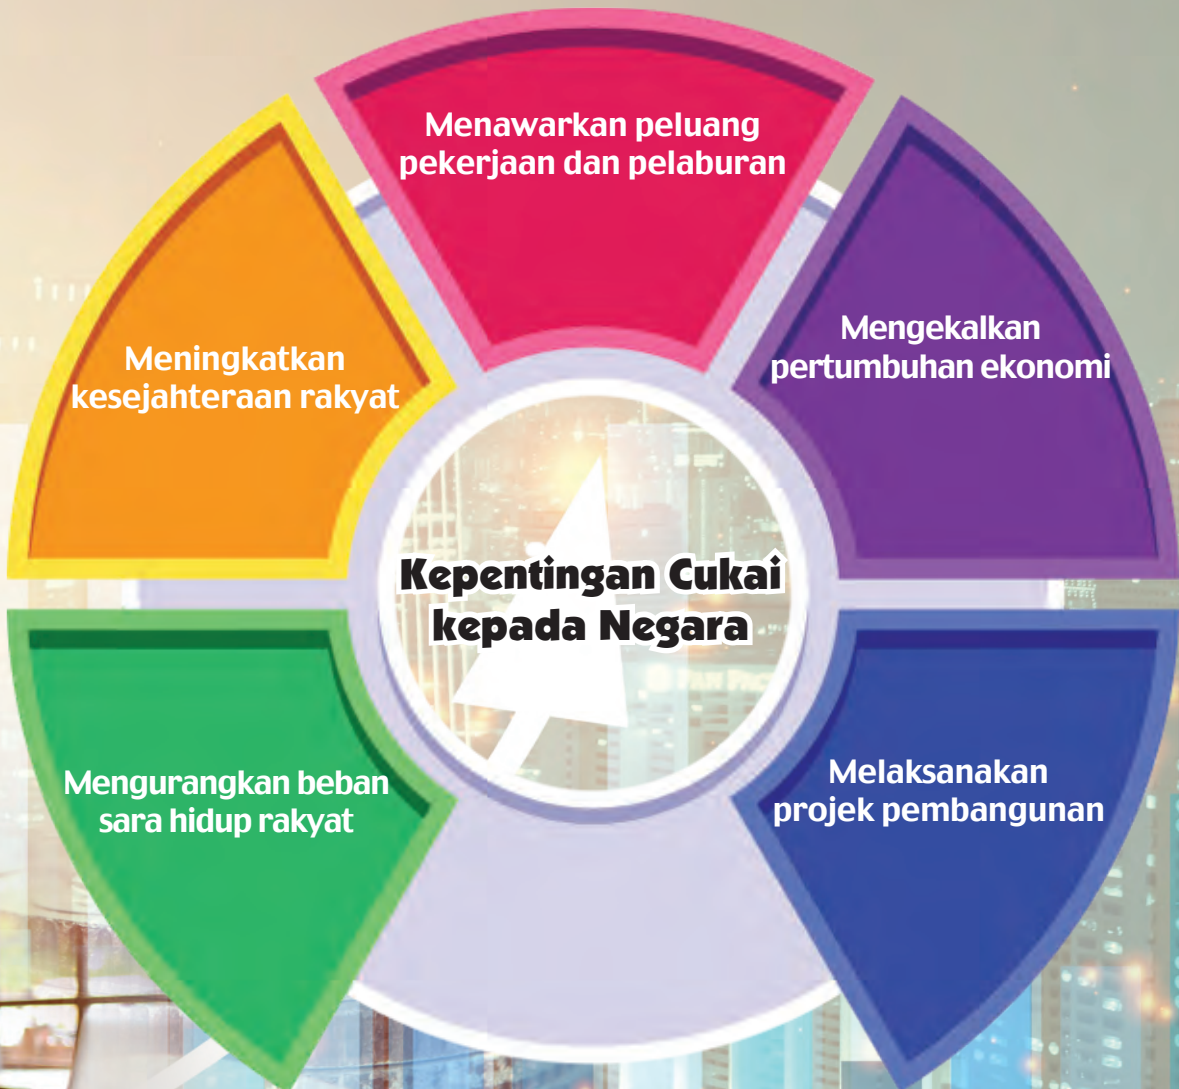 Menawarkan peluang
pekerjaan dan pelaburan
Mengekalkan
pertumbuhan ekonomi
Meningkatkan
kesejahteraan rakyat
Kepentingan Cukai
kepada Negara
Mengurangkan beban
sara hidup rakyat
Melaksanakan
projek pembangunan